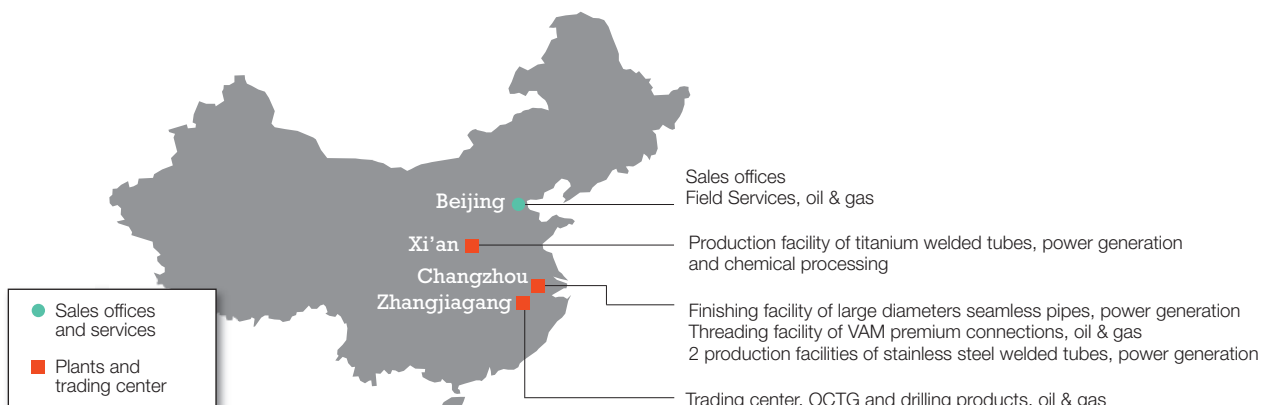 Sales offices
Field Services, oil & gas
Beijing
Xi’an
Production facility of titanium welded tubes, power generation
and chemical processing
Changzhou
Zhangjiagang
Finishing facility of large diameters seamless pipes, power generation
Threading facility of VAM premium connections, oil & gas
2 production facilities of stainless steel welded tubes, power generation
Trading center, OCTG and drilling products, oil & gas
Sales offices
and services
Plants and
trading center